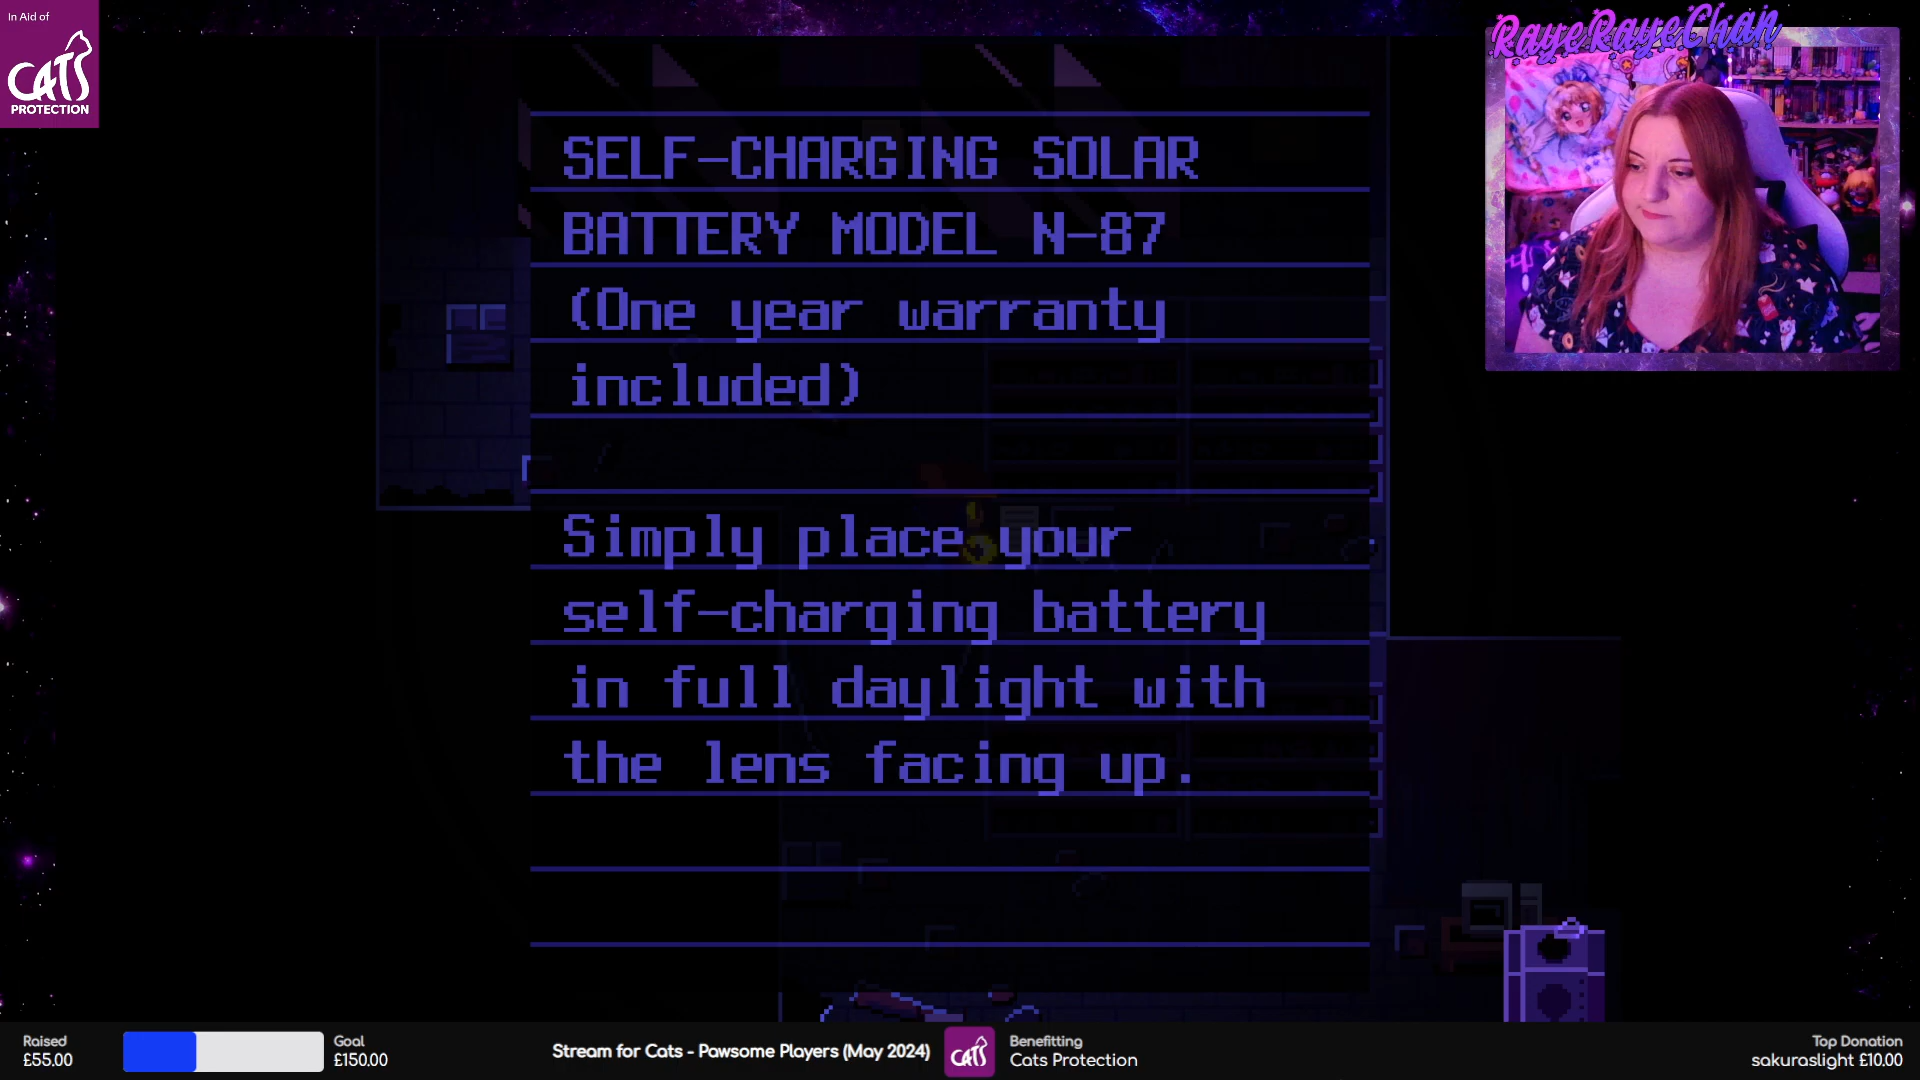 In Aid of
CATS
PROTECTION
RayeRayeChan
SELF-CHARGING SOLAR
BATTERY MODEL N-87
(One year warranty
included)
Simply place your
self-charging battery
in full daylight with
the lens facing up.
Raised
£55.00
Goal
£150.00
Stream for Cats - Pawsome Players (May 2024)
CATS
Benefitting
Cats Protection
Top Donation
sakuraslight £10.00